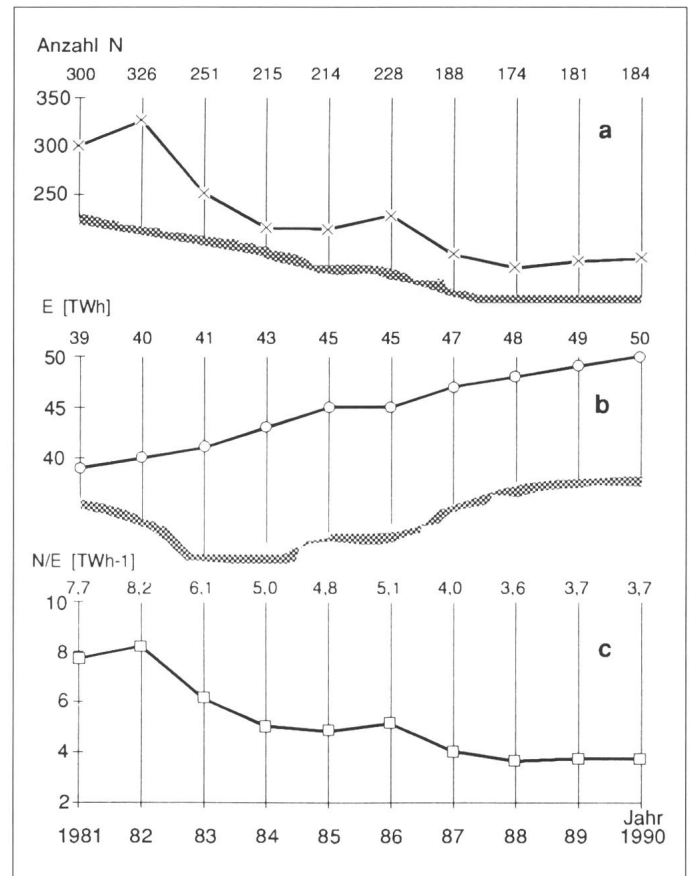 Anzahl N
300 326 251 215 214 228 188 174 181 184
350
a
300
250
E [TWh]
39 40 41 43 45 45 47 48 49 50
50
45
b
40
N/E [TWh-1]
7,7 8,2 6,1 5,0 4,8 5,1 4,0 3,6 3,7 3,7
10
c
8
6
4
2
Jahr
1981 82 83 84 85 86 87 88 89 1990